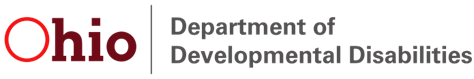 Ohio
Department of
Developmental Disabilities